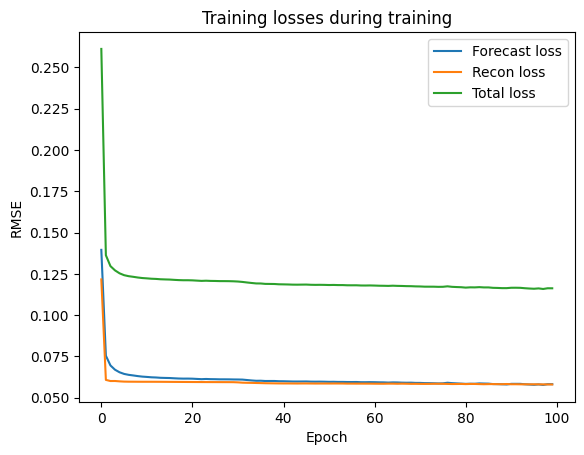 Training losses during training
Forecast loss
Recon loss
Total loss
0.250
0.225
0.200
0.175
0.150
0.125
0.100
0.075
0.050
RMSE
0 20 40 60 80 100
Epoch